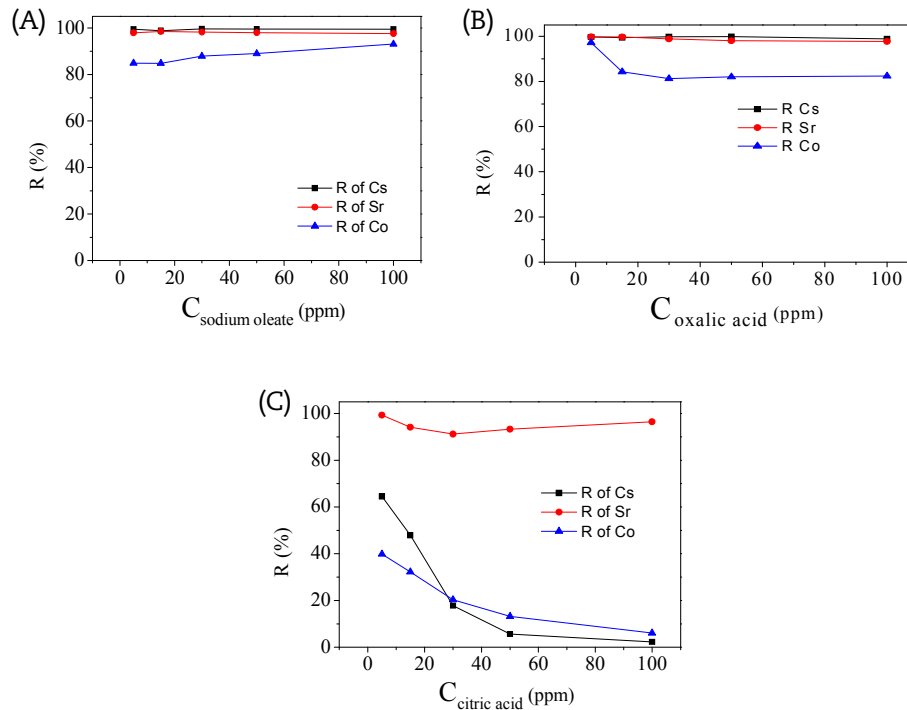 (A)
100
80
60
40
20
0
R (%)
R of Cs
R of Sr
R of Co
0 20 40 60 80 100
C sodium oleate (ppm)
(B)
100
80
60
40
20
0
R (%)
R Cs
R Sr
R Co
0 20 40 60 80 100
C oxalic acid (ppm)
(C)
100
80
60
40
20
0
R (%)
R of Cs
R of Sr
R of Co
0 20 40 60 80 100
C citric acid (ppm)